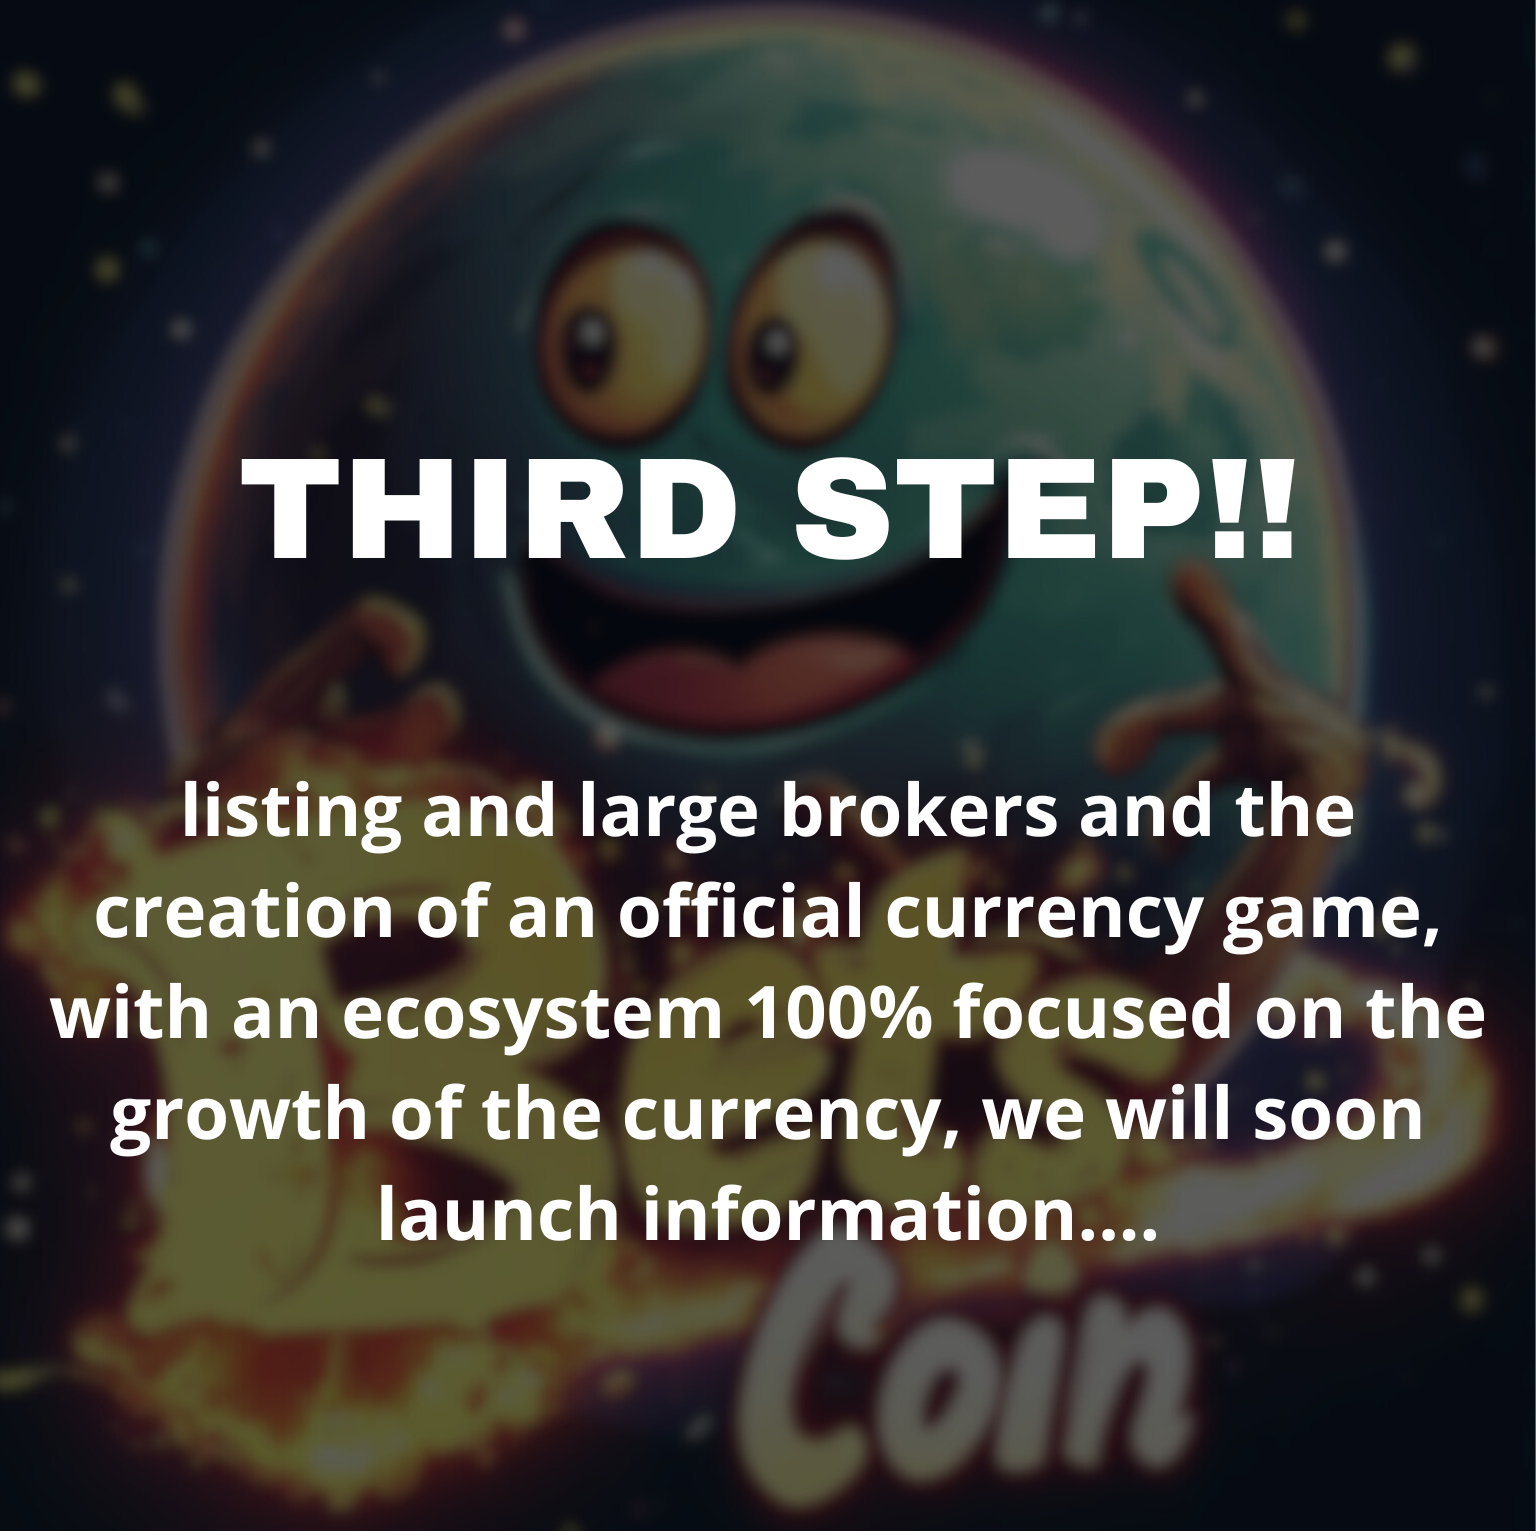 THIRD STEP!!
listing and large brokers and the
creation of an official currency game,
with an ecosystem 100% focused on the
growth of the currency, we will soon
launch information....
Bets
Coin